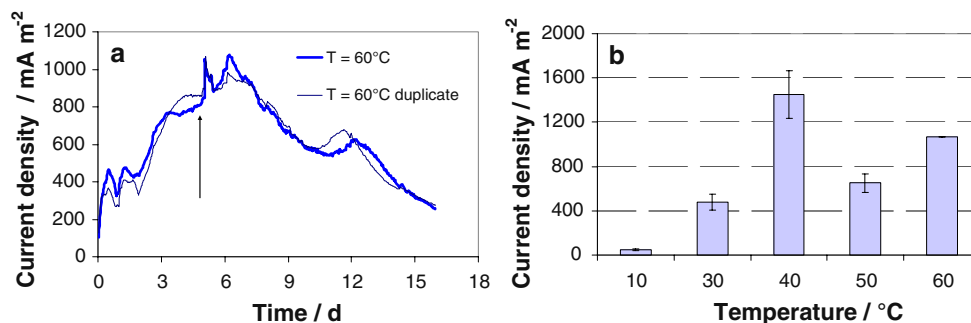 a
Current density / mA m-2
1200
1000
800
600
400
200
0
T = 60°C
T = 60°C duplicate
0 3 6 9 12 15 18
Time / d
b
Current density/ mA m-2
2000
1600
1200
800
400
0
10 30 40 50 60
Temperature / °C